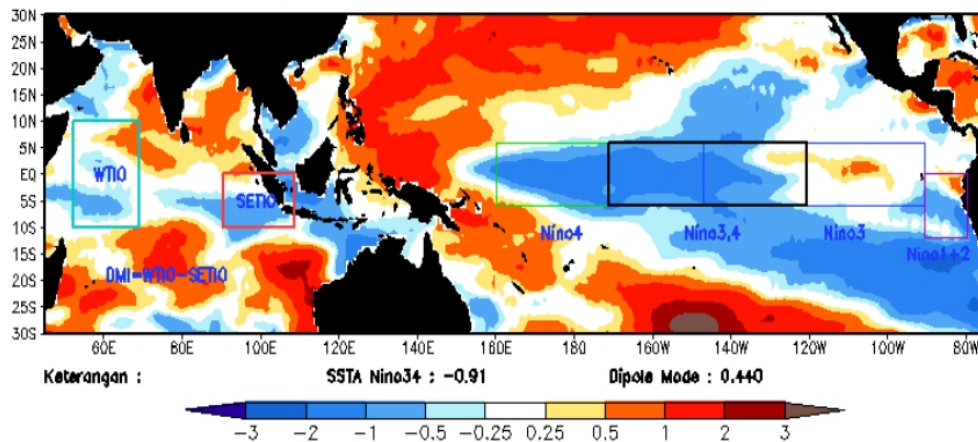 30N
25N
20N
15N
10N
5N
EQ
5S
10S
15S
20S
25S
30S
WTIO
SETIO
DMI=WTIO-SETIO
Nino4
Nino3,4
Nino3
Nino1+2
60E 80E 100E 120E 140E 160E 180 160W 140W 120W 100W 80W
Keterangan : SSTA Nino34 ; -0.91 Dipole Mode : 0.440
-3 -2 -1 -0.5 -0.25 0.25 0.5 1 2 3